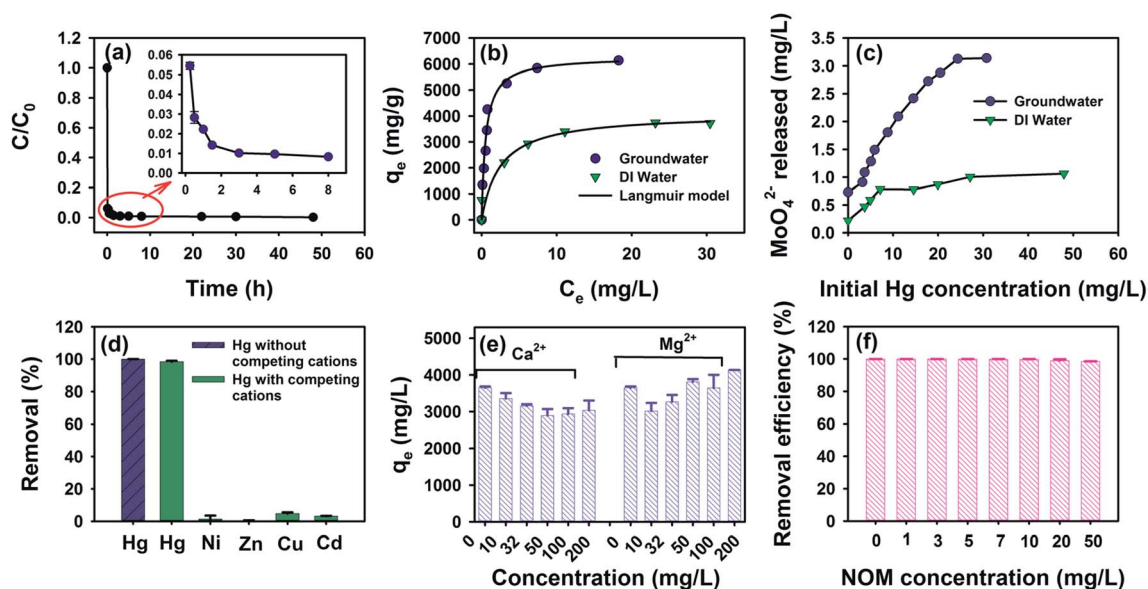 (a)
C/C0
1.2
1.0
0.8
0.6
0.4
0.2
0.0
0.06
0.05
0.04
0.03
0.02
0.01
0.00
0 2 4 6 8
0 10 20 30 40 50 60
Time (h)
(b)
qe (mg/g)
7000
6000
5000
4000
3000
2000
1000
0
Groundwater
DI Water
Langmuir model
0 10 20 30
Ce (mg/L)
(c)
MoO4 2- released (mg/L)
3.5
3.0
2.5
2.0
1.5
1.0
0.5
0.0
Groundwater
DI Water
0 10 20 30 40 50 60
Initial Hg concentration (mg/L)
(d)
Removal (%)
120
100
80
60
40
20
0
Hg without
competing cations
Hg with competing
cations
Hg Hg Ni Zn Cu Cd
(e)
qe (mg/L)
5000
4000
3000
2000
1000
0
Ca2+
Mg2+
0 10 32 50 100 200 0 10 32 50 100 200
Concentration (mg/L)
(f)
Removal efficiency (%)
120
100
80
60
40
20
0
0 1 3 5 7 10 20 50
NOM concentration (mg/L)